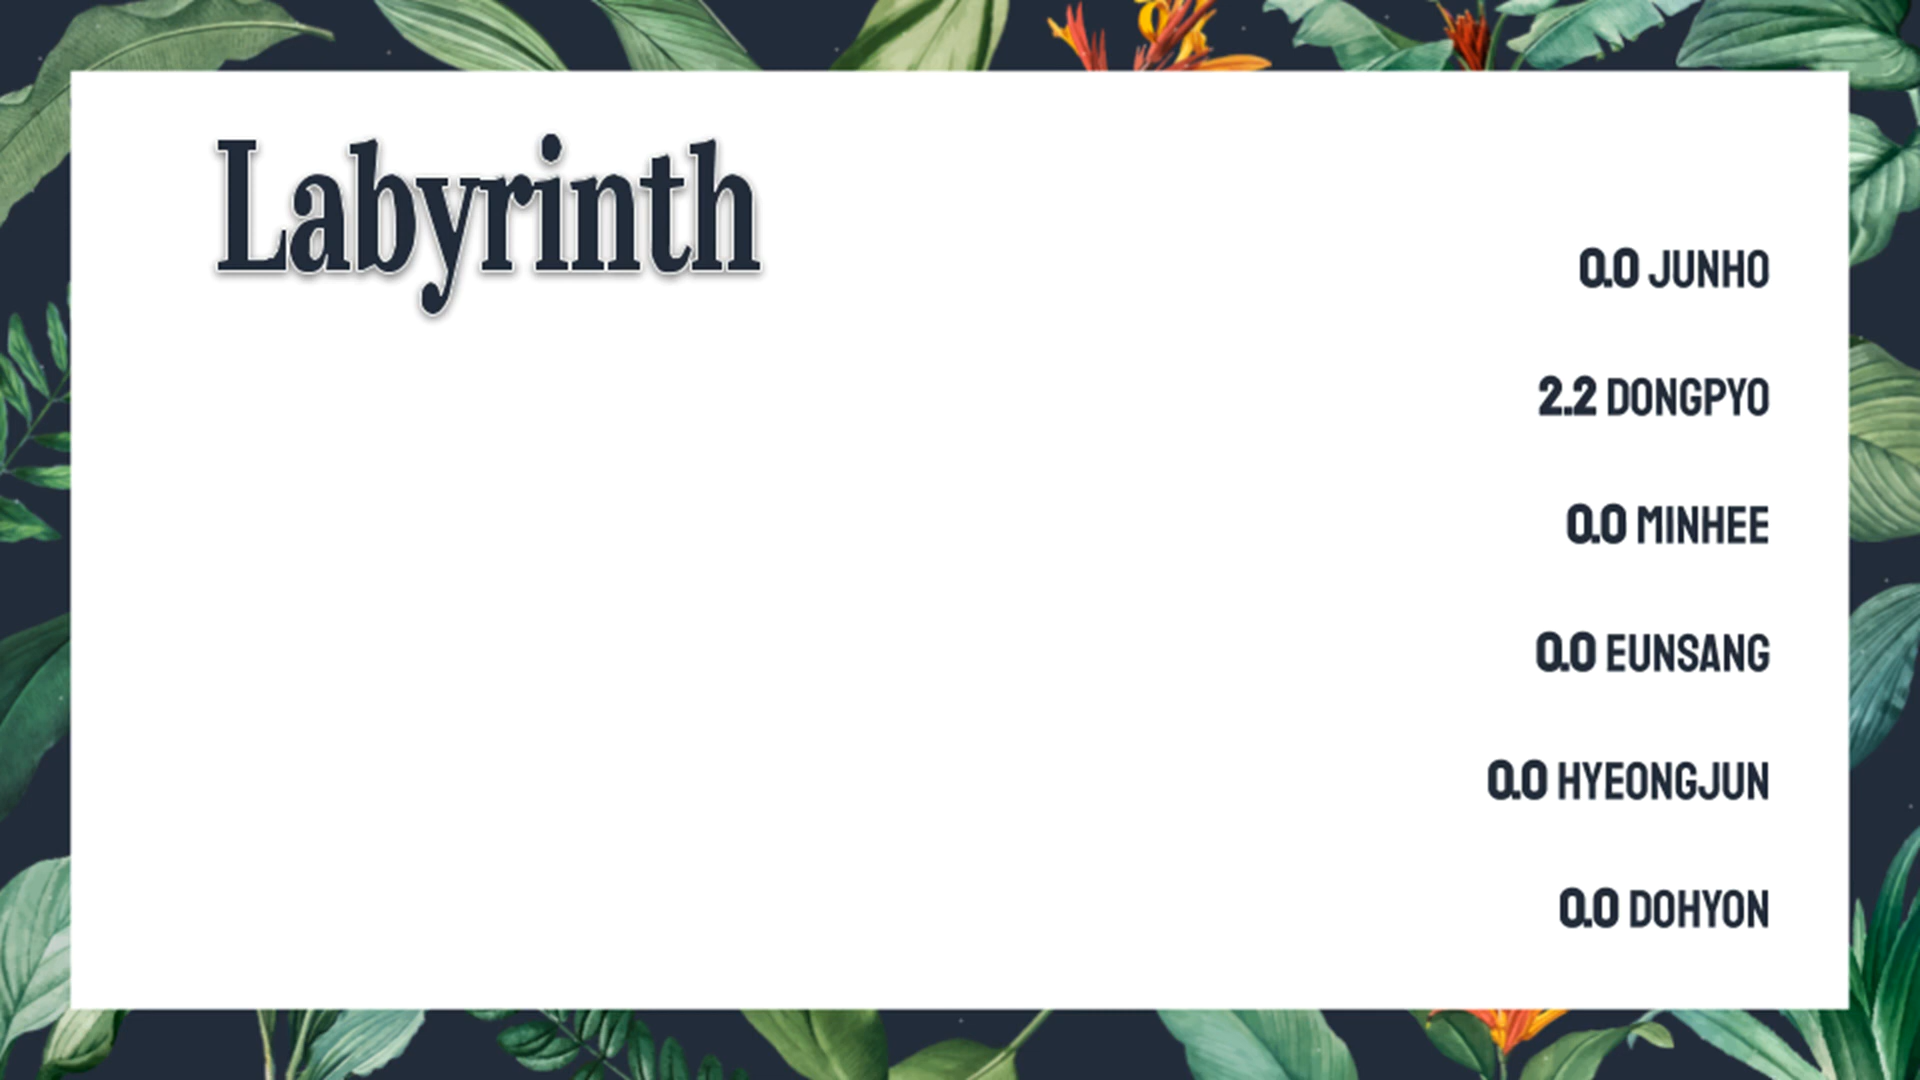 Labyrinth
0.0 JUNHO
2.2 DONGPYO
0.0 MINHEE
0.0 EUNSANG
0.0 HYEONGJUN
0.0 DOHYON